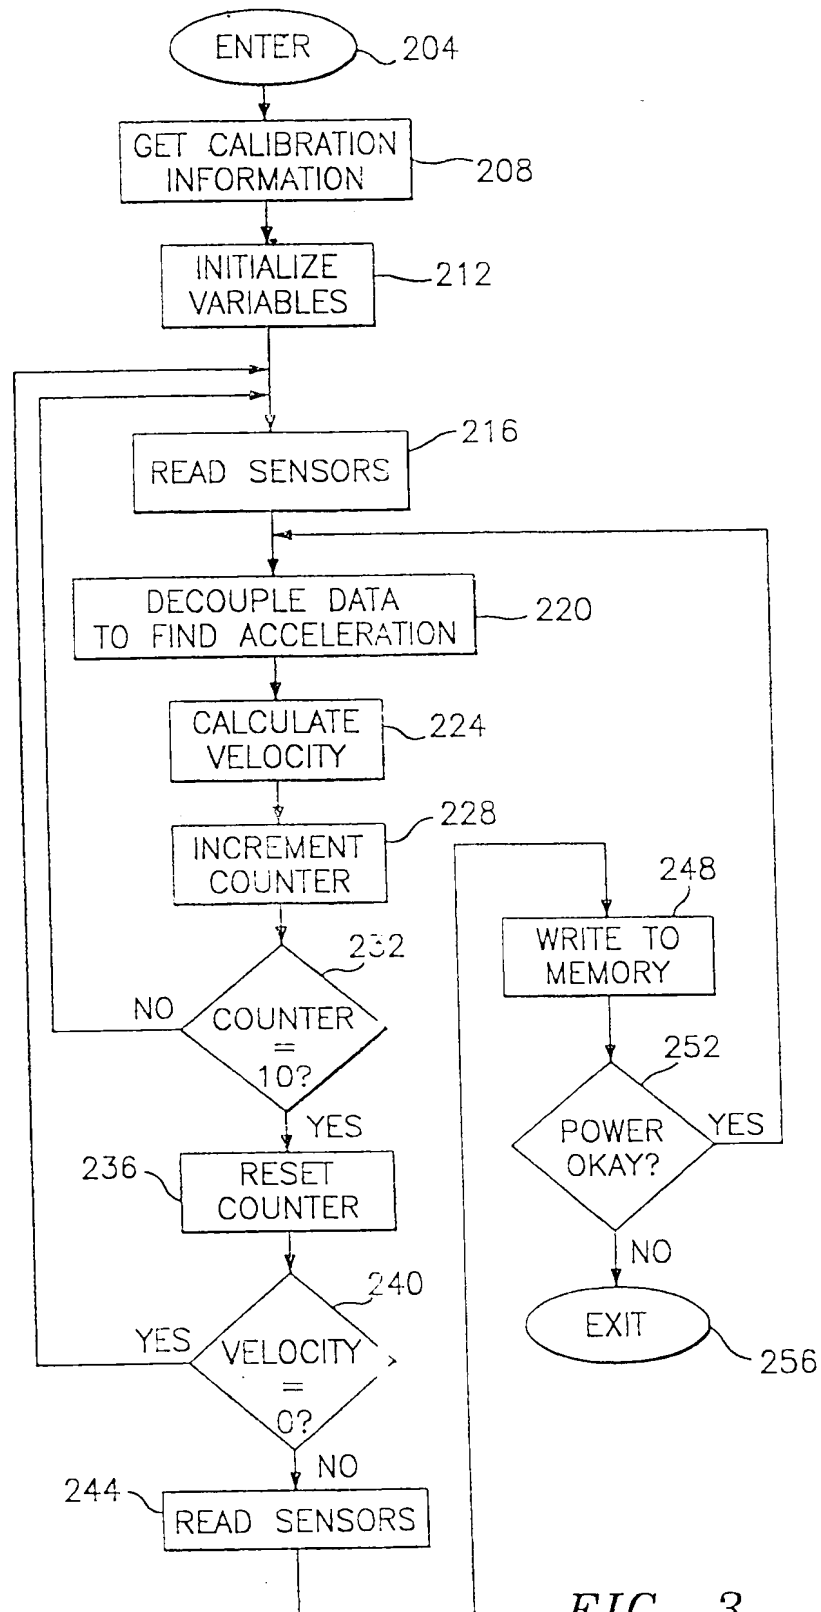 ENTER
204
GET CALIBRATION
INFORMATION
208
INITIALIZE
VARIABLES
212
READ SENSORS
216
DECOUPLE DATA
TO FIND ACCELERATION
220
CALCULATE
VELOCITY
224
INCREMENT
COUNTER
228
COUNTER
=
10?
232
NO
YES
RESET
COUNTER
236
VELOCITY
=
0?
240
YES
NO
READ SENSORS
244
WRITE TO
MEMORY
248
POWER
OKAY?
252
YES
NO
EXIT
256
FIG. 3